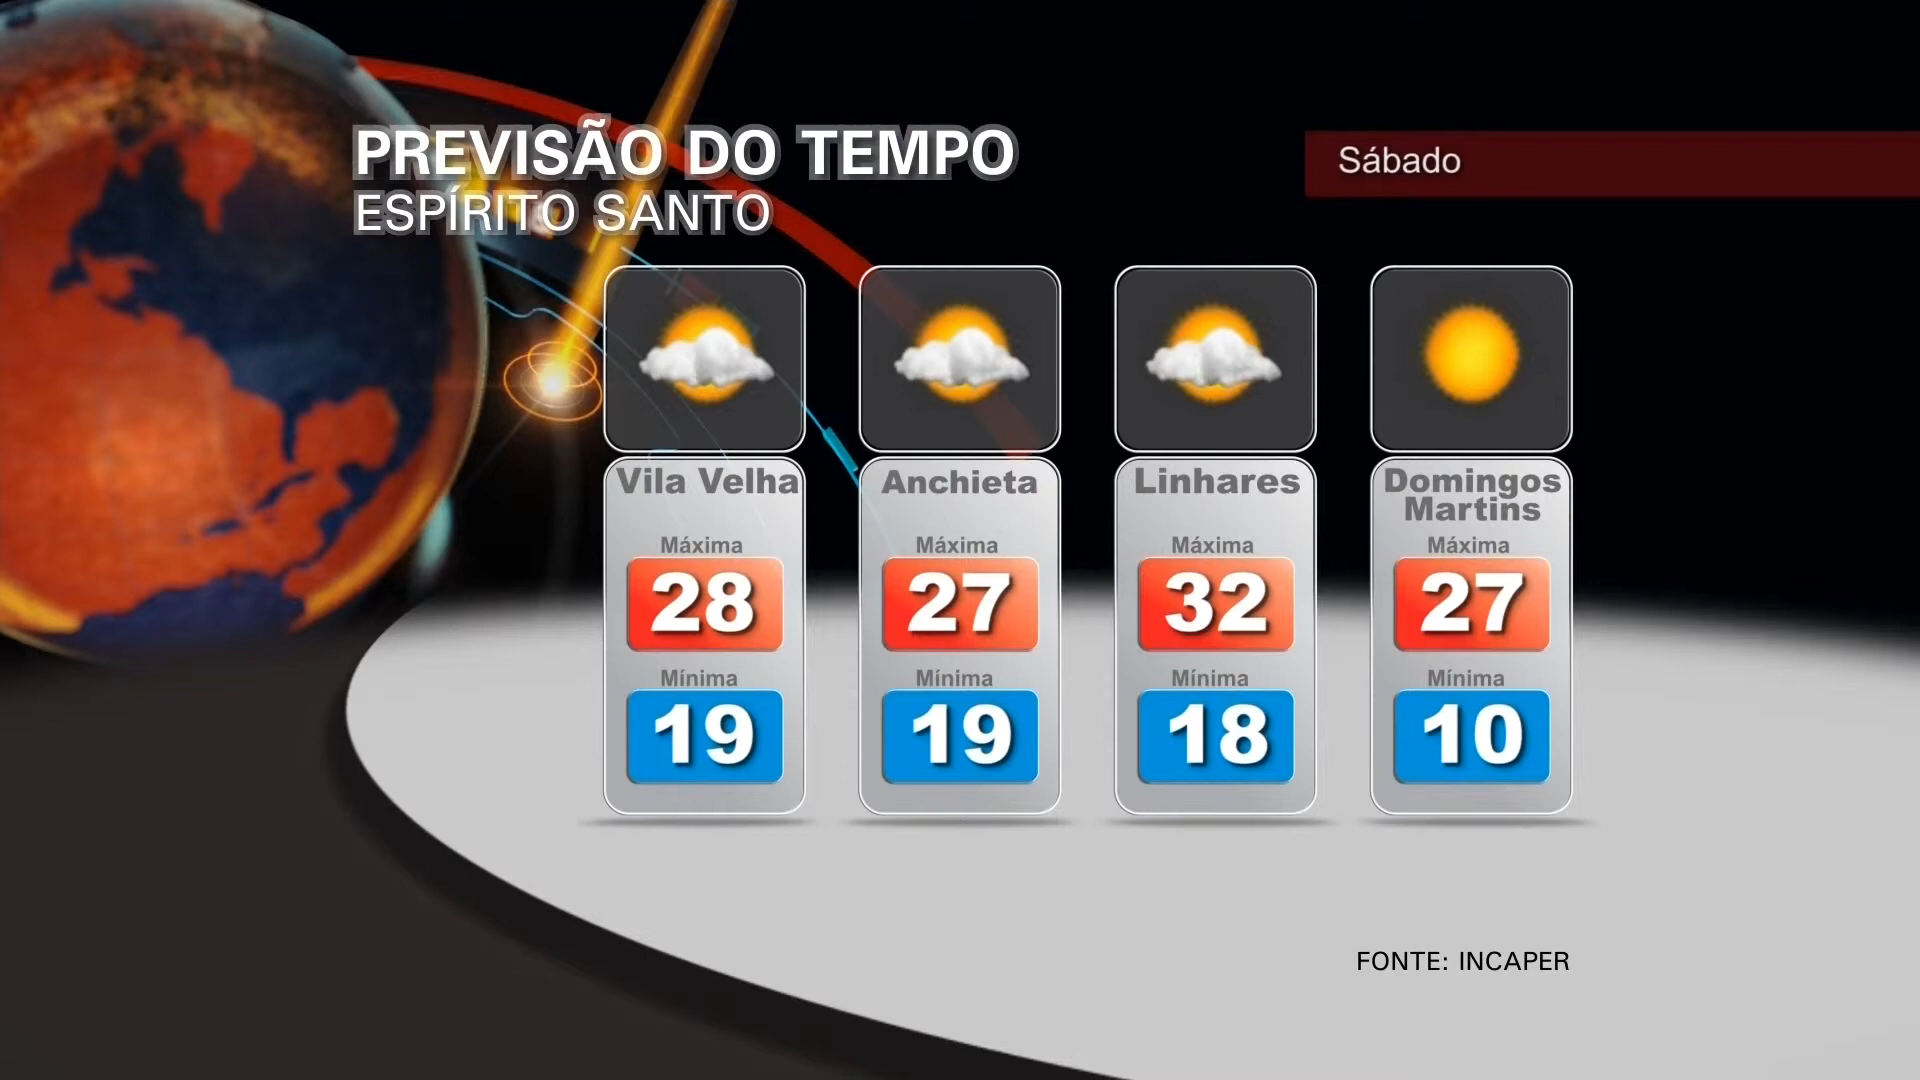 PREVISÃO DO TEMPO
ESPÍRITO SANTO
Sábado
Vila Velha
Máxima
28
Mínima
19
Anchieta
Máxima
27
Mínima
19
Linhares
Máxima
32
Mínima
18
Domingos
Martins
Máxima
27
Mínima
10
FONTE: INCAPER